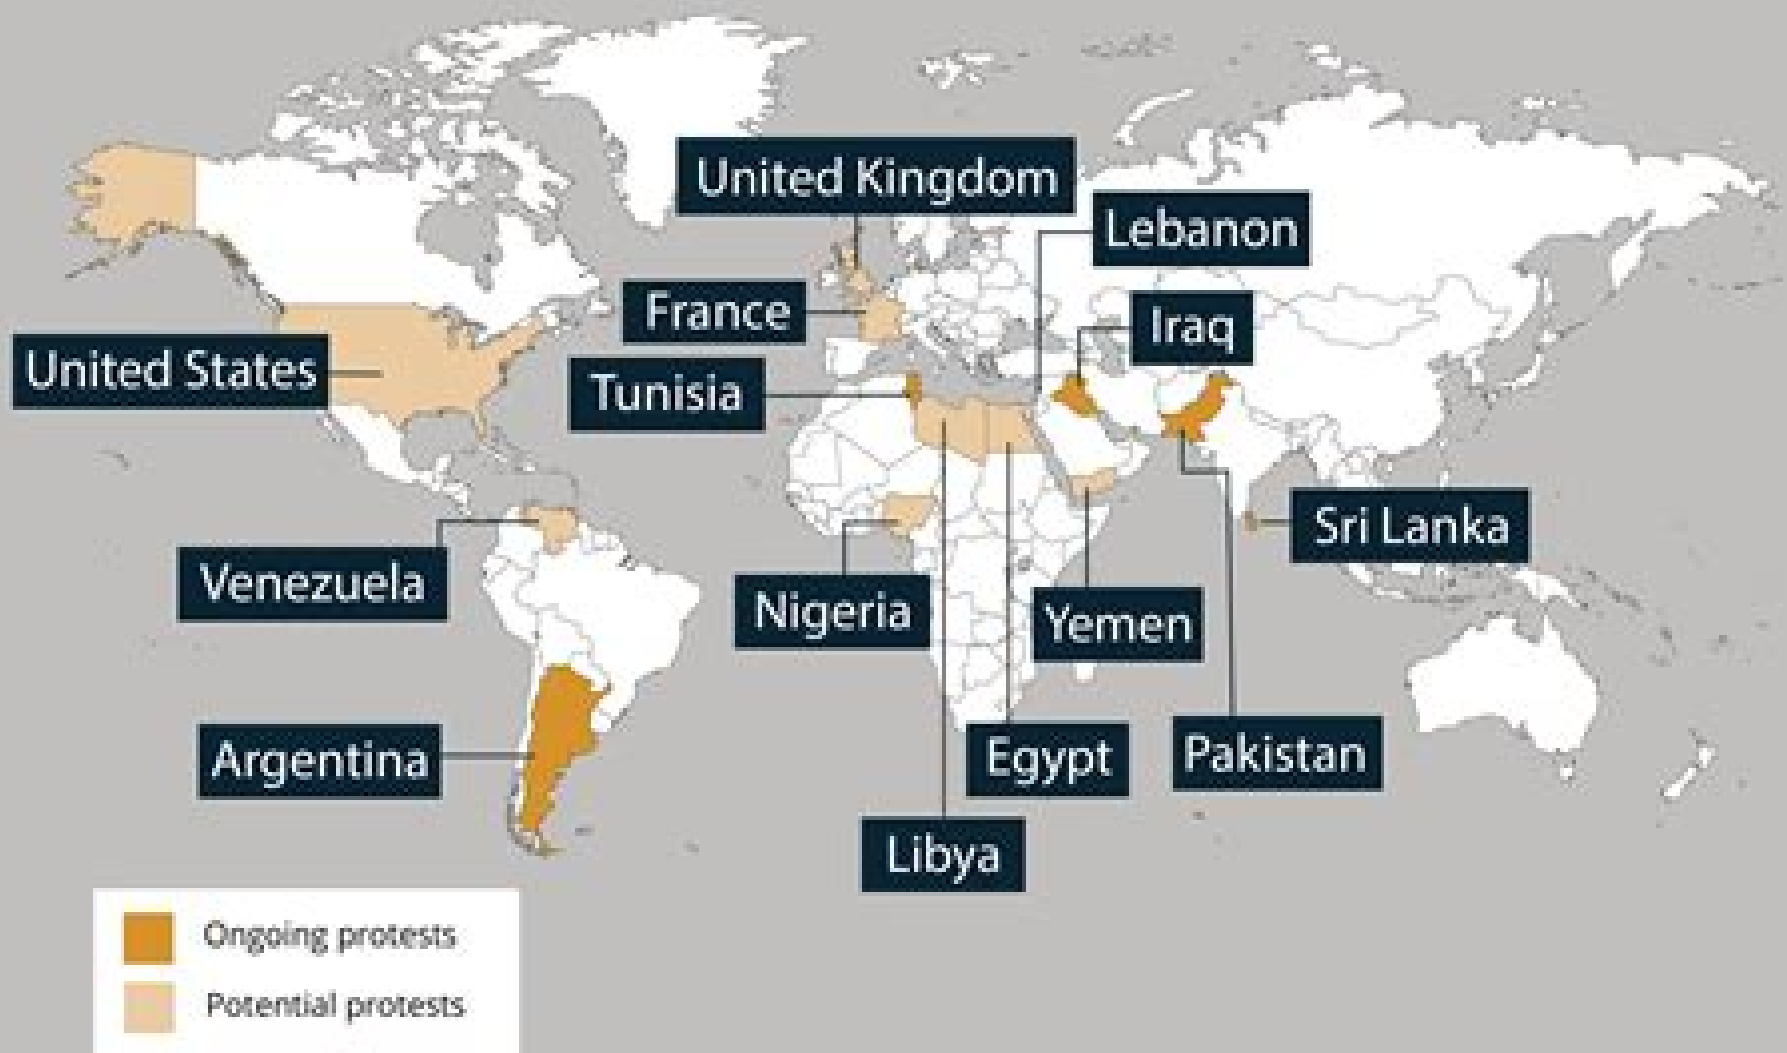 United Kingdom
Lebanon
France
Iraq
United States
Tunisia
Sri Lanka
Venezuela
Nigeria
Yemen
Argentina
Egypt
Pakistan
Libya
Ongoing protests
Potential protests